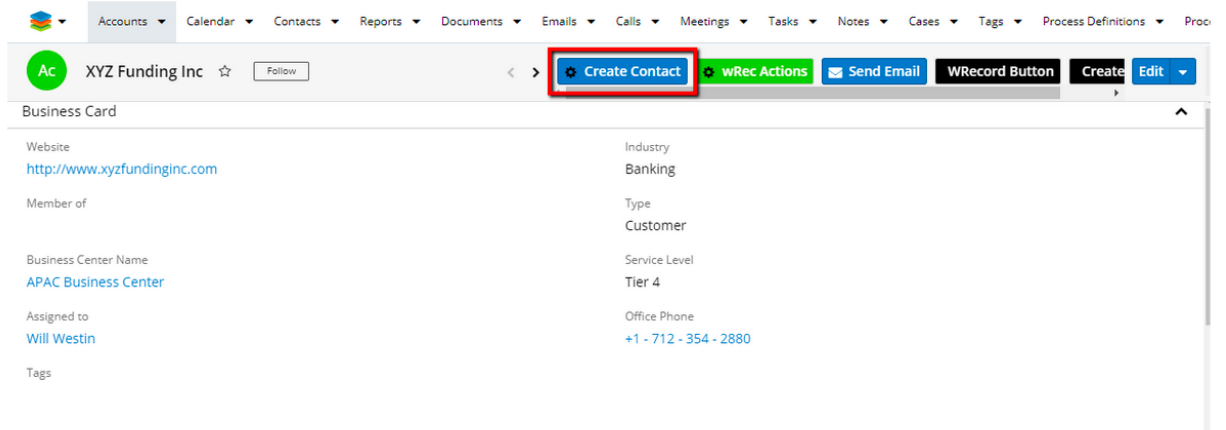 Accounts Calendar Contacts Reports Documents Emails Calls Meetings Tasks Notes Cases Tags Process Definitions Proc
Ac XYZ Funding Inc Follow Create Contact wRec Actions Send Email WRecord Button Create Edit
Business Card
Website Industry
http://www.xyzfundinginc.com Banking
Member of Type
Customer
Business Center Name Service Level
APAC Business Center Tier 4
Assigned to Office Phone
Will Westin +1 - 712 - 354 - 2880
Tags